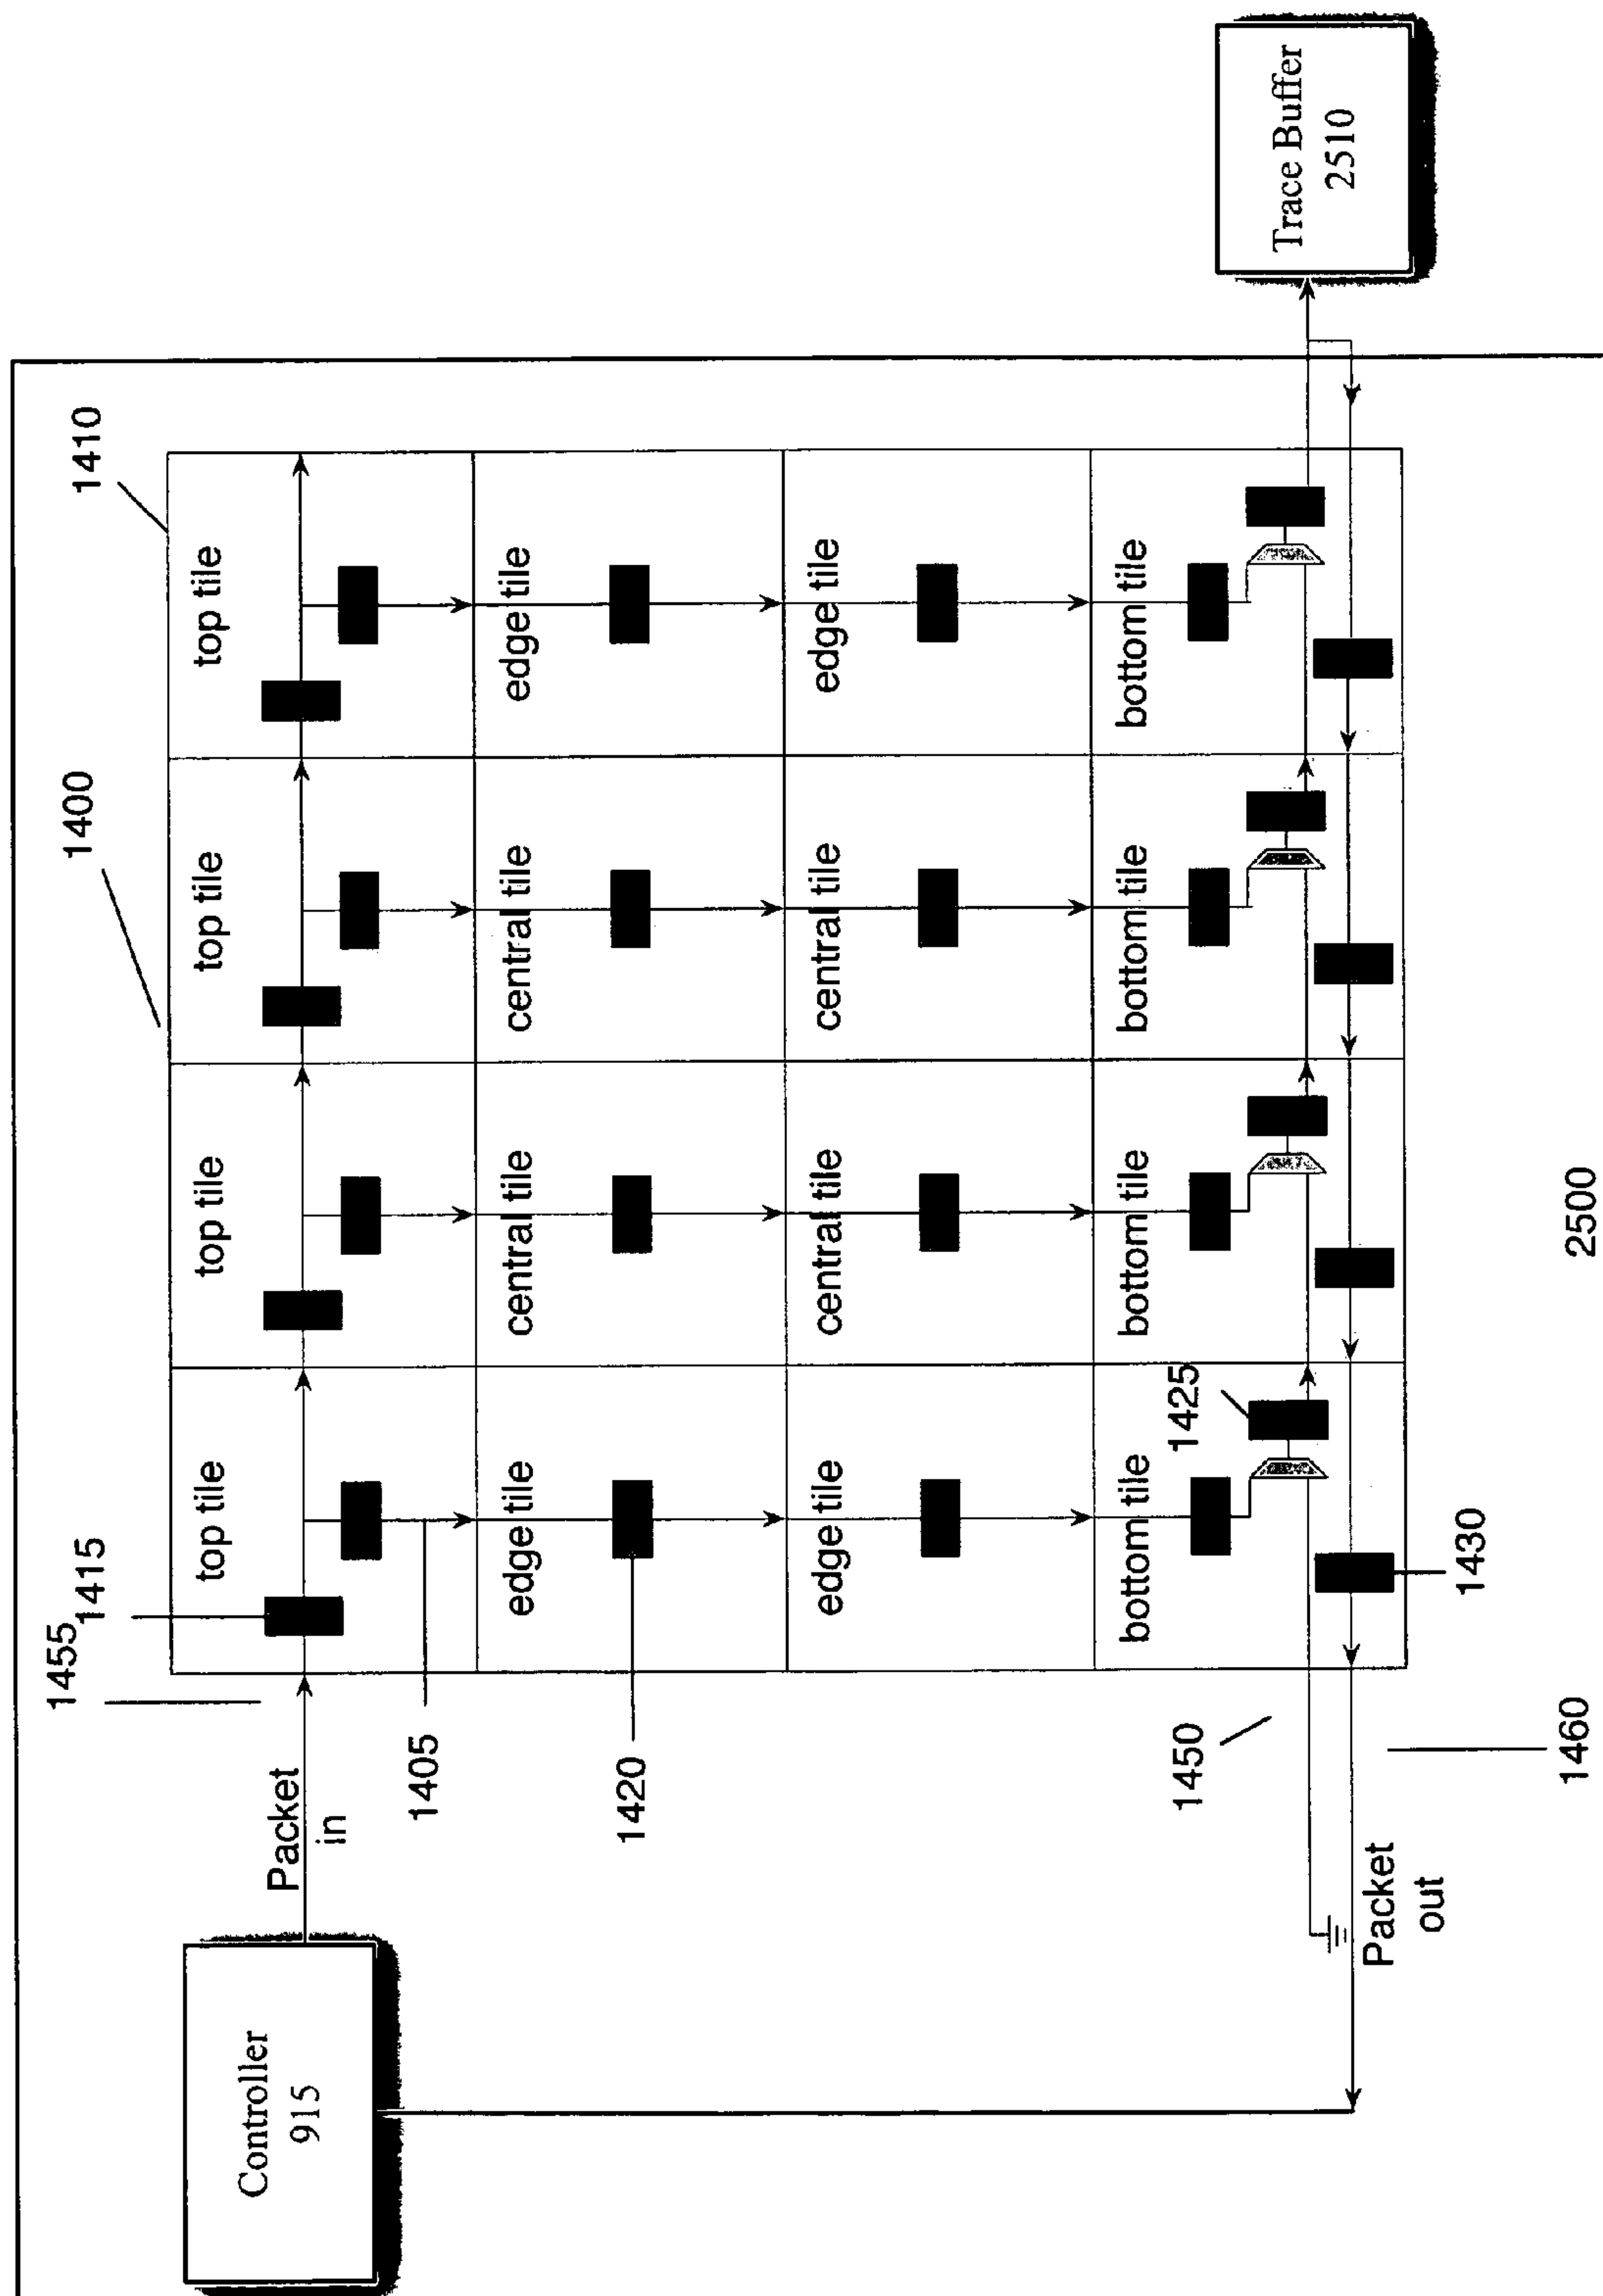 Controller
915
Packet
in
1455
1415
1405
1420
1400
1410
top tile
top tile
top tile
top tile
edge tile
central tile
central tile
edge tile
edge tile
central tile
central tile
edge tile
bottom tile
bottom tile
bottom tile
bottom tile
1425
1450
1430
1460
Packet
out
Trace Buffer
2510
2500